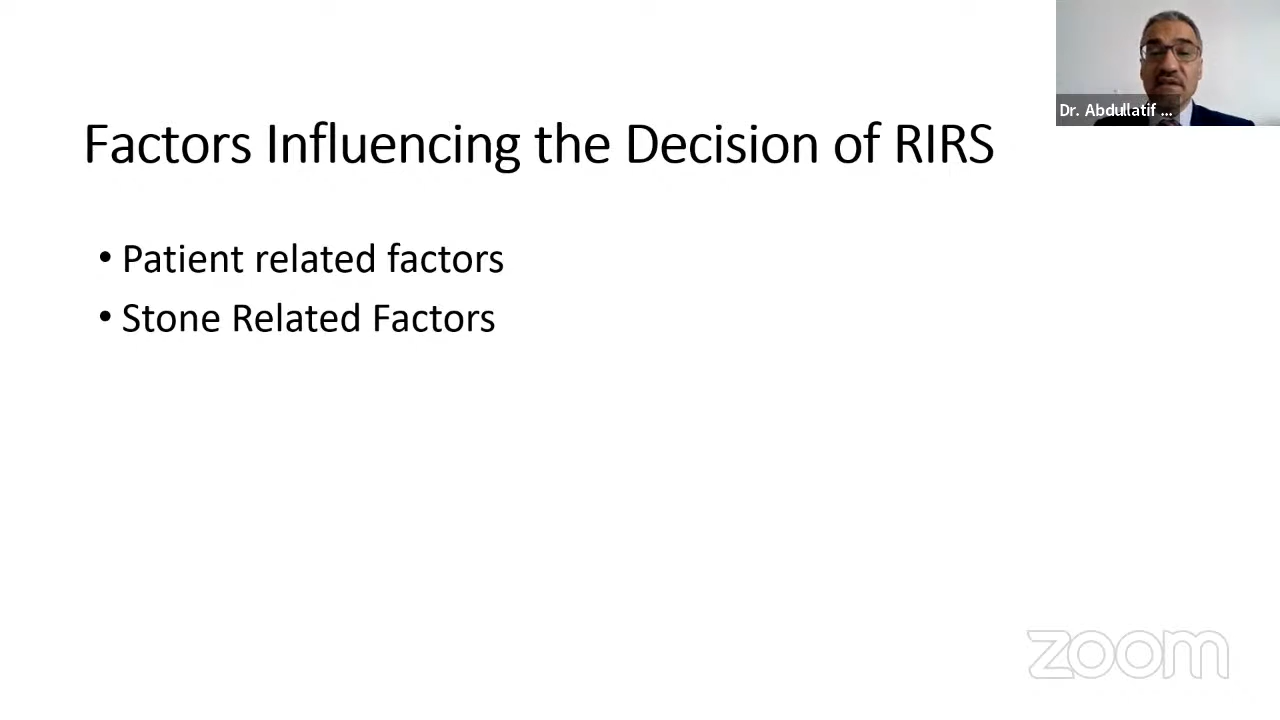 Dr. Abdullatif ...
Factors Influencing the Decision of RIRS
• Patient related factors
• Stone Related Factors
zoom